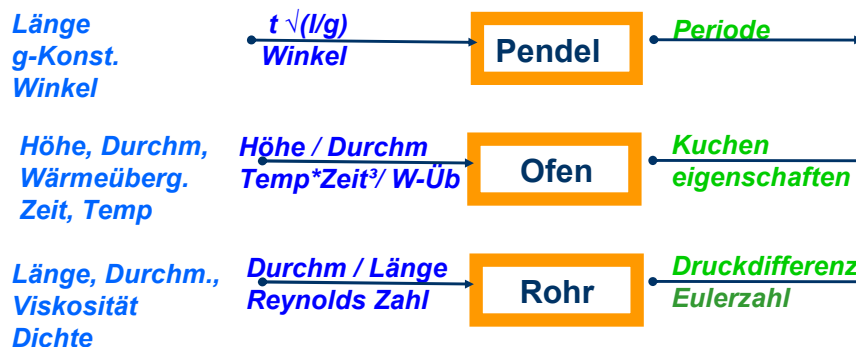 Länge
g-Konst.
Winkel
t √(l/g)
Winkel
Pendel
Periode
Höhe, Durchm,
Wärmeüberg.
Zeit, Temp
Höhe / Durchm
Temp*Zeit³/ W-Üb
Ofen
Kuchen
eigenschaften
Länge, Durchm.,
Viskosität
Dichte
Durchm / Länge
Reynolds Zahl
Rohr
Druckdifferenz
Eulerzahl